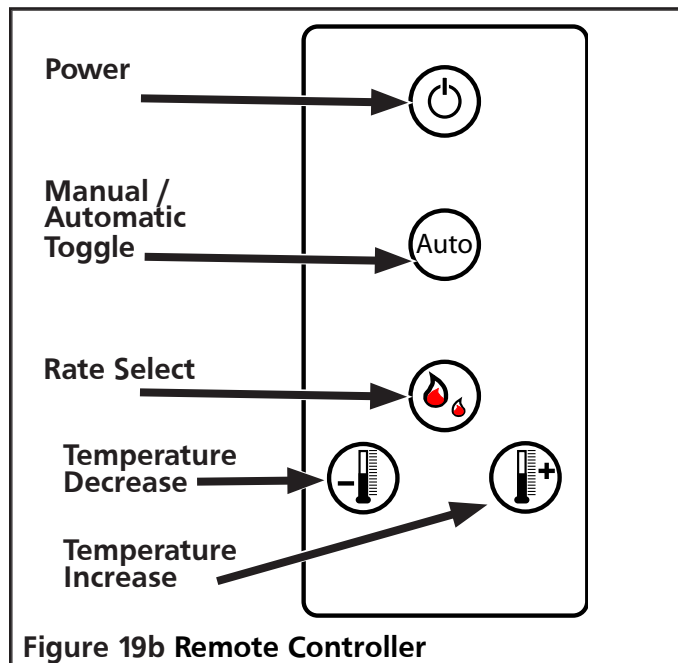 Power
Manual /
Automatic
Toggle
Auto
Rate Select
Temperature
Decrease
−
+
Temperature
Increase
Figure 19b Remote Controller